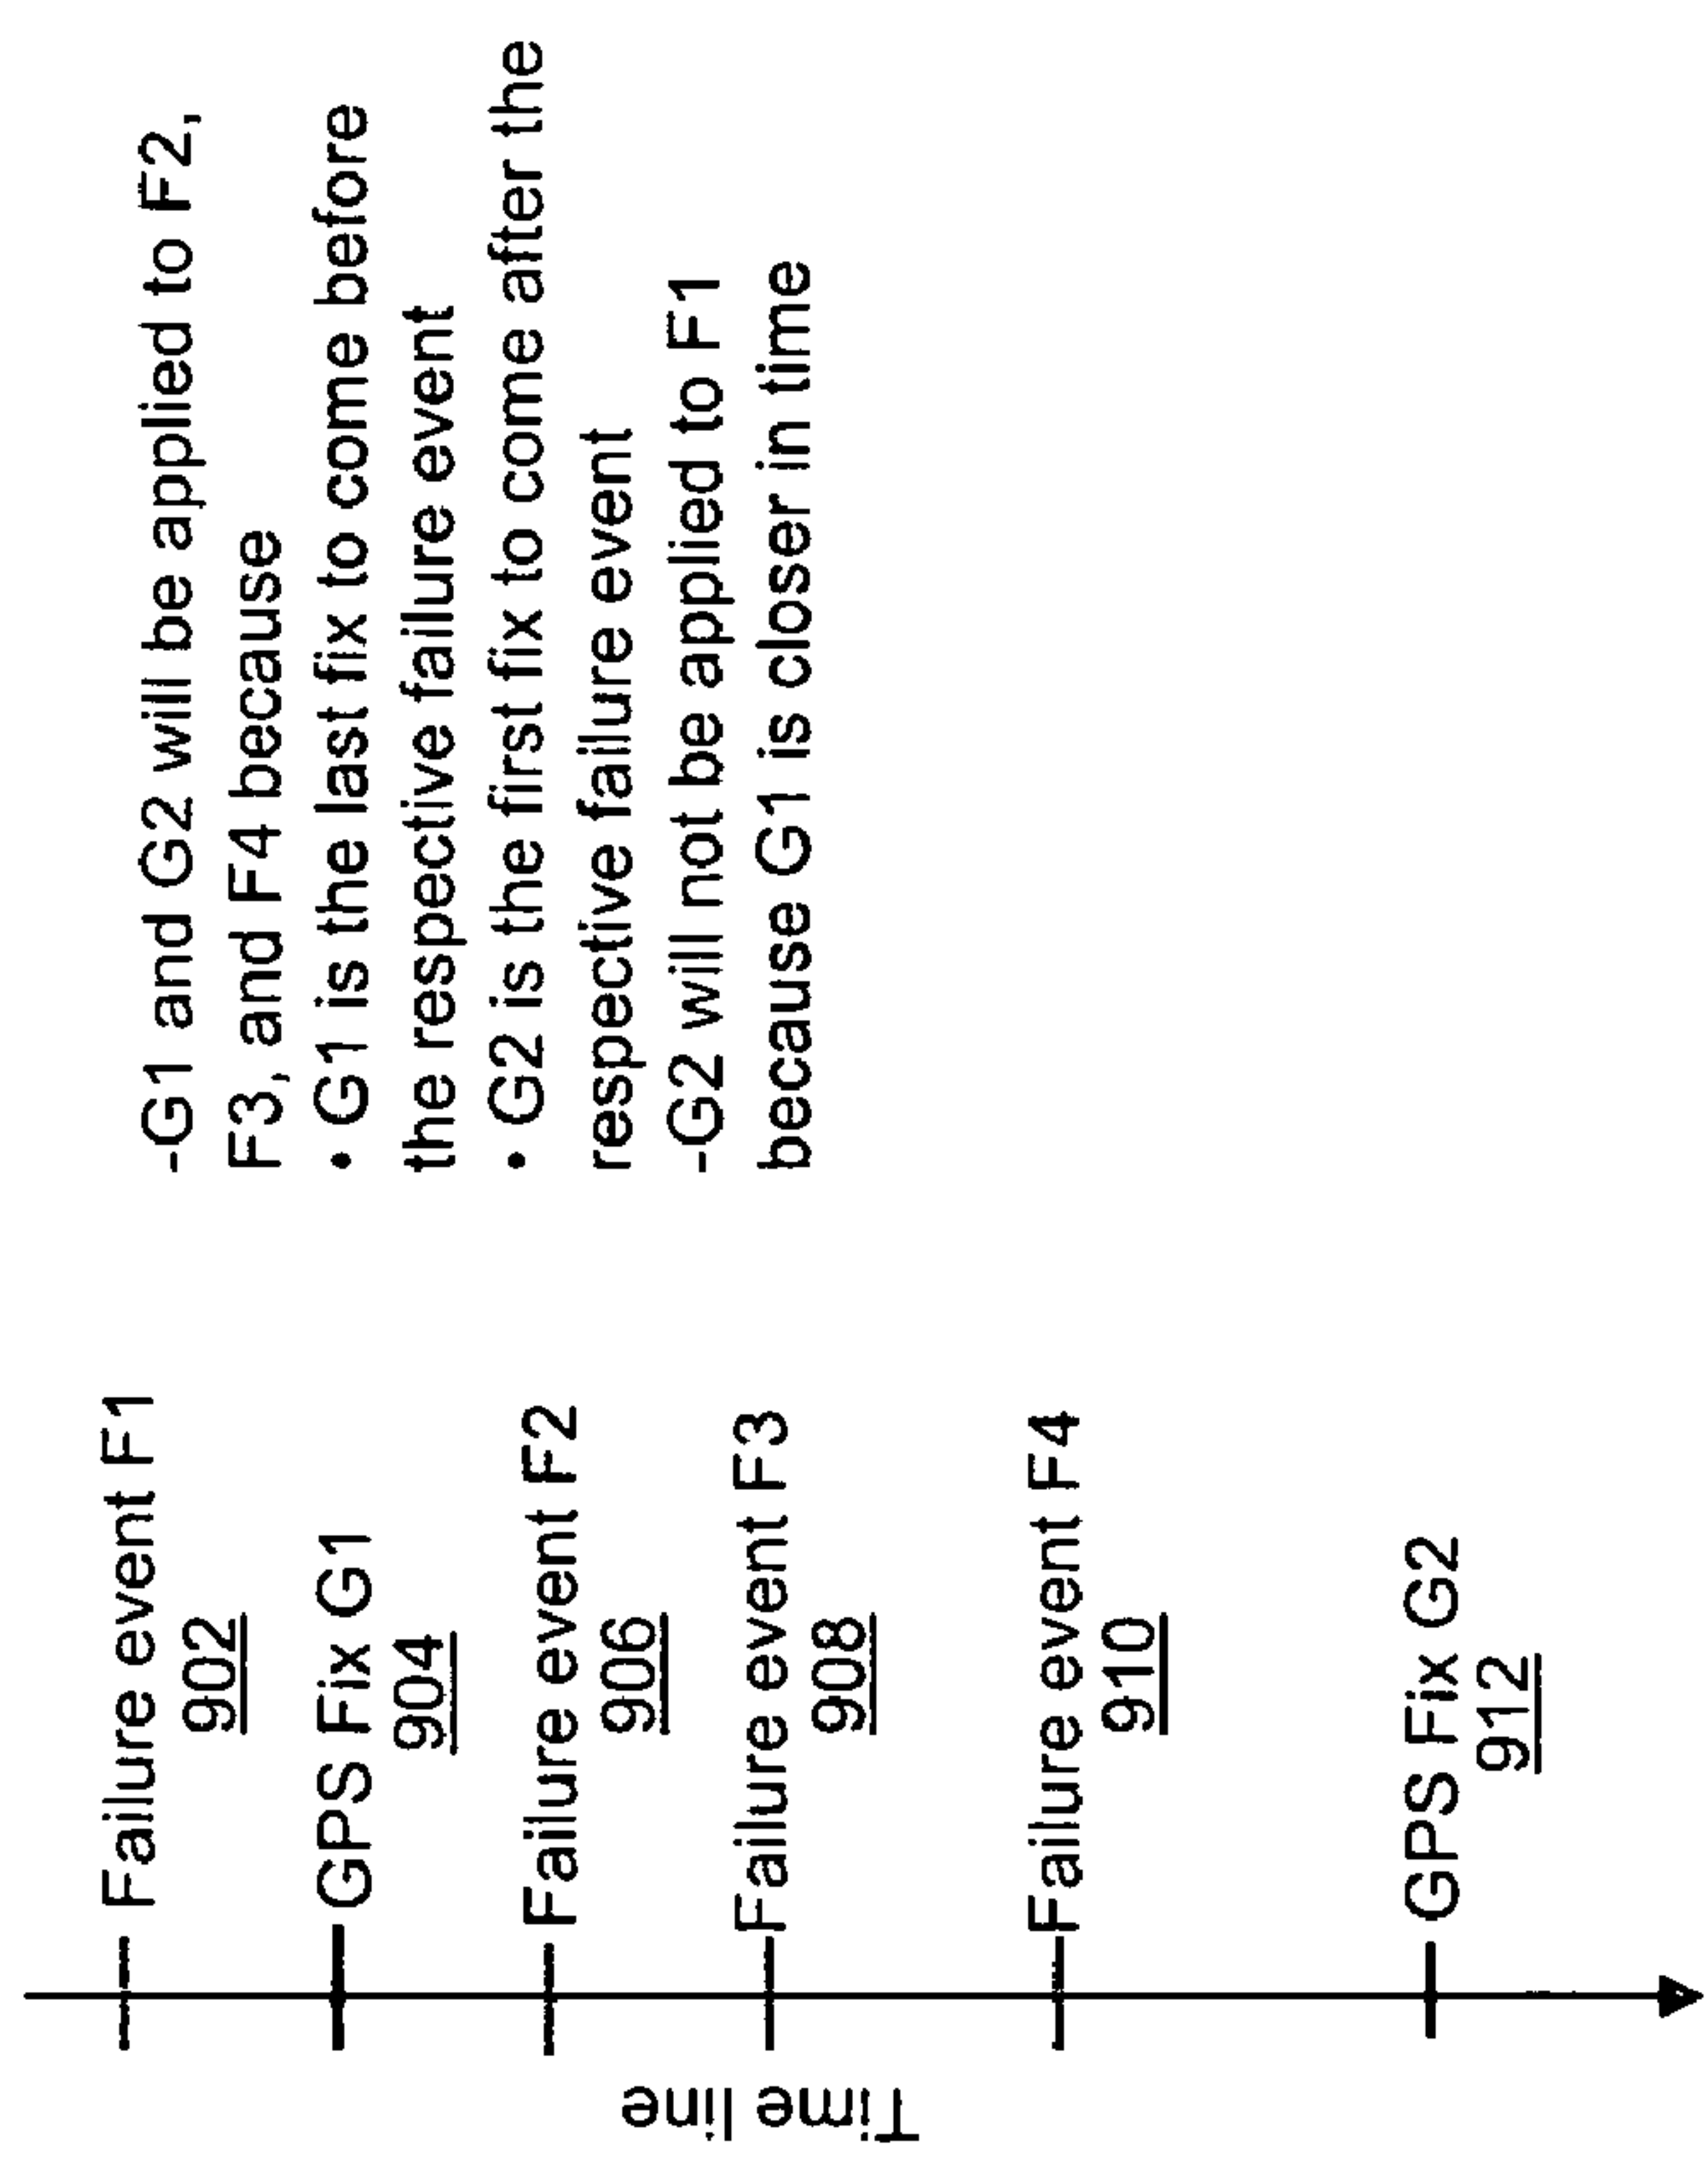 Time line
Failure event F1
902
GPS Fix G1
904
Failure event F2
906
Failure event F3
908
Failure event F4
910
GPS Fix G2
912
-G1 and G2 will be applied to F2,
F3, and F4 because
• G1 is the last fix to come before
the respective failure event
• G2 is the first fix to come after the
respective failure event
-G2 will not be applied to F1
because G1 is closer in time